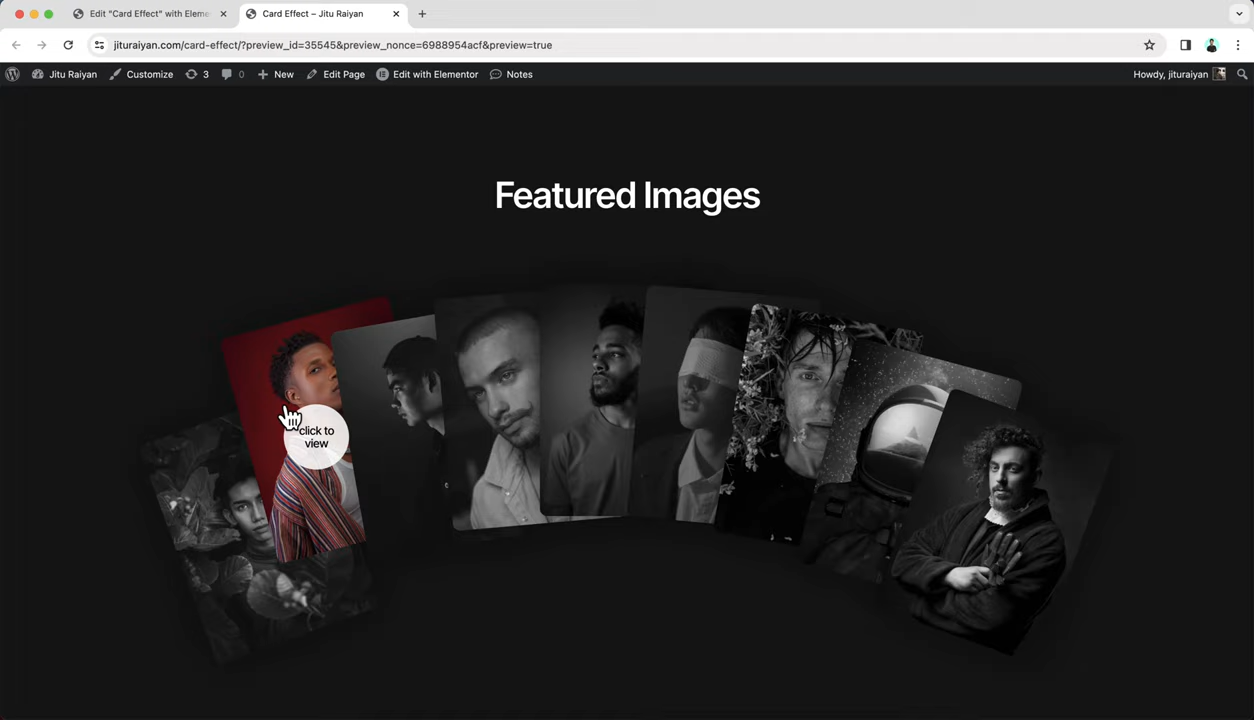 Edit "Card Effect" with Eleme
Card Effect – Jitu Raiyan
jituraiyan.com/card-effect/?preview_id=35545&preview_nonce=6988954acf&preview=true
Jitu Raiyan
Customize
3
0
New
Edit Page
Edit with Elementor
Notes
Howdy, jituraiyan
Featured Images
click to
view